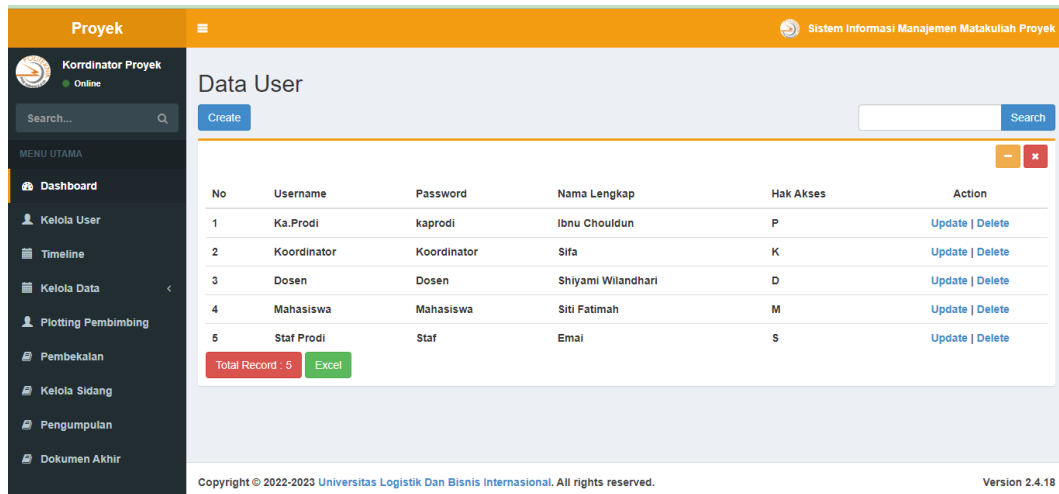 Proyek
Sistem Informasi Manajemen Matakuliah Proyek
Korrdinator Proyek
Online
Search...
MENU UTAMA
Dashboard
Kelola User
Timeline
Kelola Data
Plotting Pembimbing
Pembekalan
Kelola Sidang
Pengumpulan
Dokumen Akhir
Data User
Create
Search
No Username Password Nama Lengkap Hak Akses Action
1 Ka.Prodi kaprodi Ibnu Chouldun P Update | Delete
2 Koordinator Koordinator Sifa K Update | Delete
3 Dosen Dosen Shiyami Wilandhari D Update | Delete
4 Mahasiswa Mahasiswa Siti Fatimah M Update | Delete
5 Staf Prodi Staf Emai S Update | Delete
Total Record : 5 Excel
Copyright © 2022-2023 Universitas Logistik Dan Bisnis Internasional. All rights reserved. Version 2.4.18